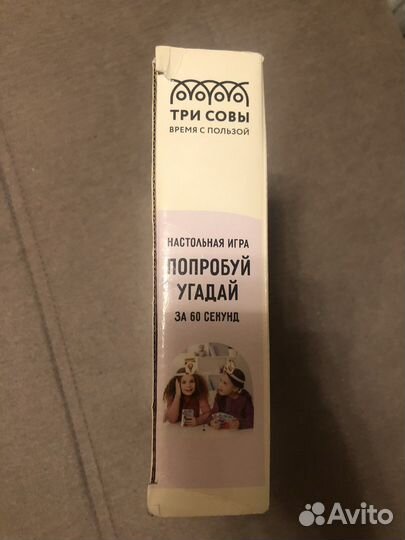 ТРИ СОВЫ
ВРЕМЯ С ПОЛЬЗОЙ
НАСТОЛЬНАЯ ИГРА
ПОПРОБУЙ
УГАДАЙ
ЗА 60 СЕКУНД
Avito